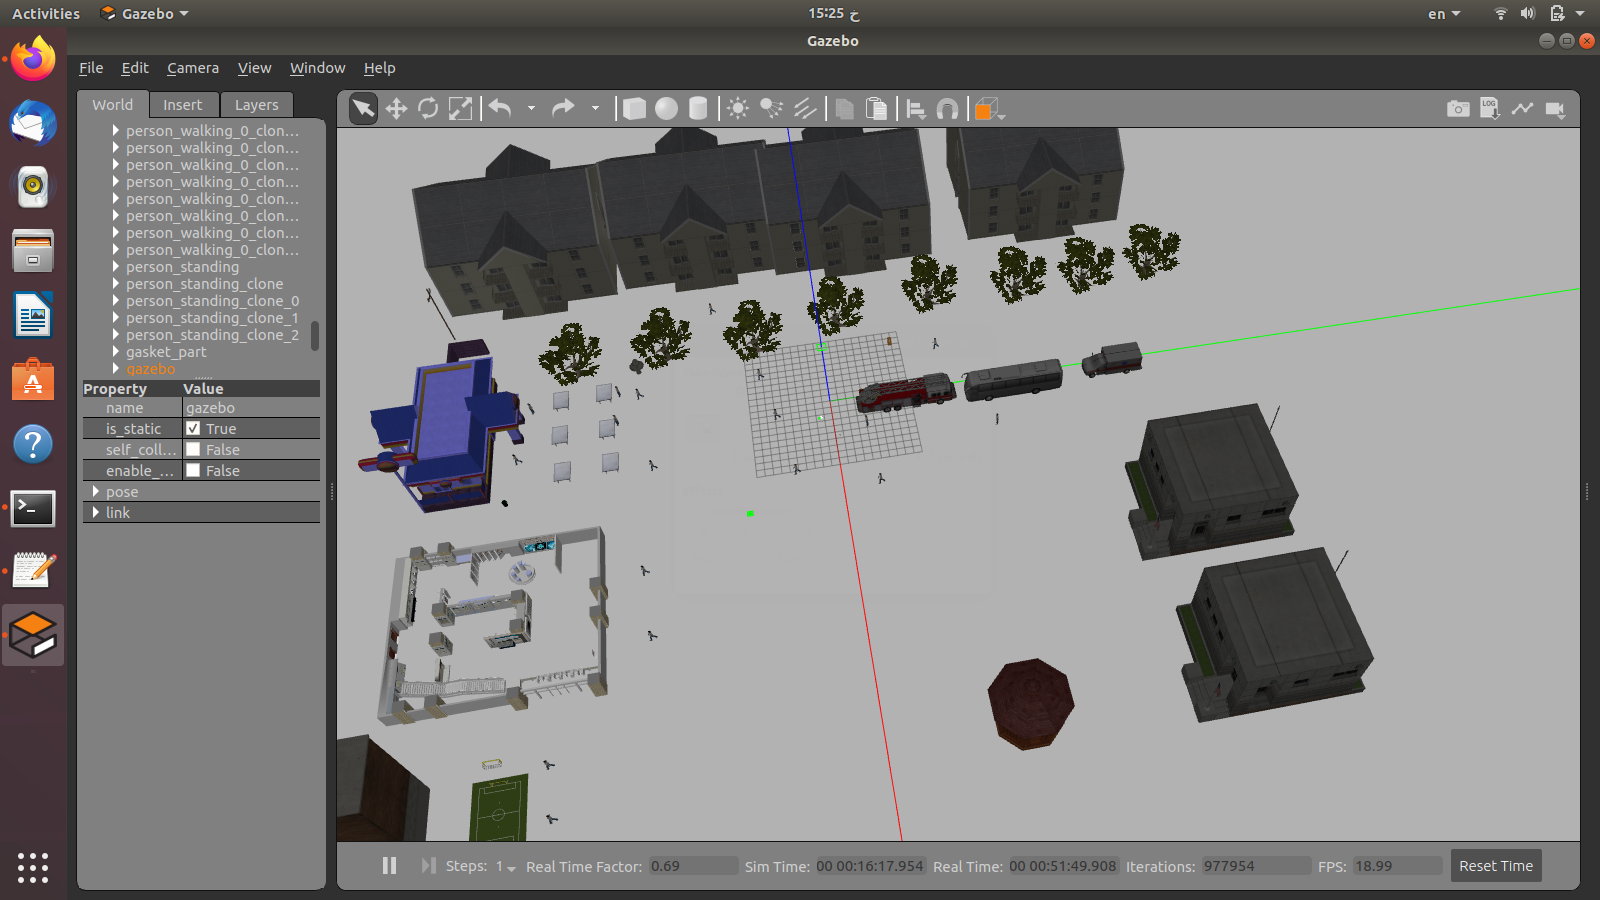 Activities Gazebo 15:25 ح en
Gazebo
File Edit Camera View Window Help
World Insert Layers
person_walking_0_clon...
person_walking_0_clon...
person_walking_0_clon...
person_walking_0_clon...
person_walking_0_clon...
person_walking_0_clon...
person_walking_0_clon...
person_walking_0_clon...
person_standing
person_standing_clone
person_standing_clone_0
person_standing_clone_1
person_standing_clone_2
gasket_part
gazebo
Property Value
name gazebo
is_static True
self_coll... False
enable_... False
pose
link
LOG
Steps: 1 Real Time Factor: 0.69 Sim Time: 00 00:16:17.954 Real Time: 00 00:51:49.908 Iterations: 977954 FPS: 18.99 Reset Time